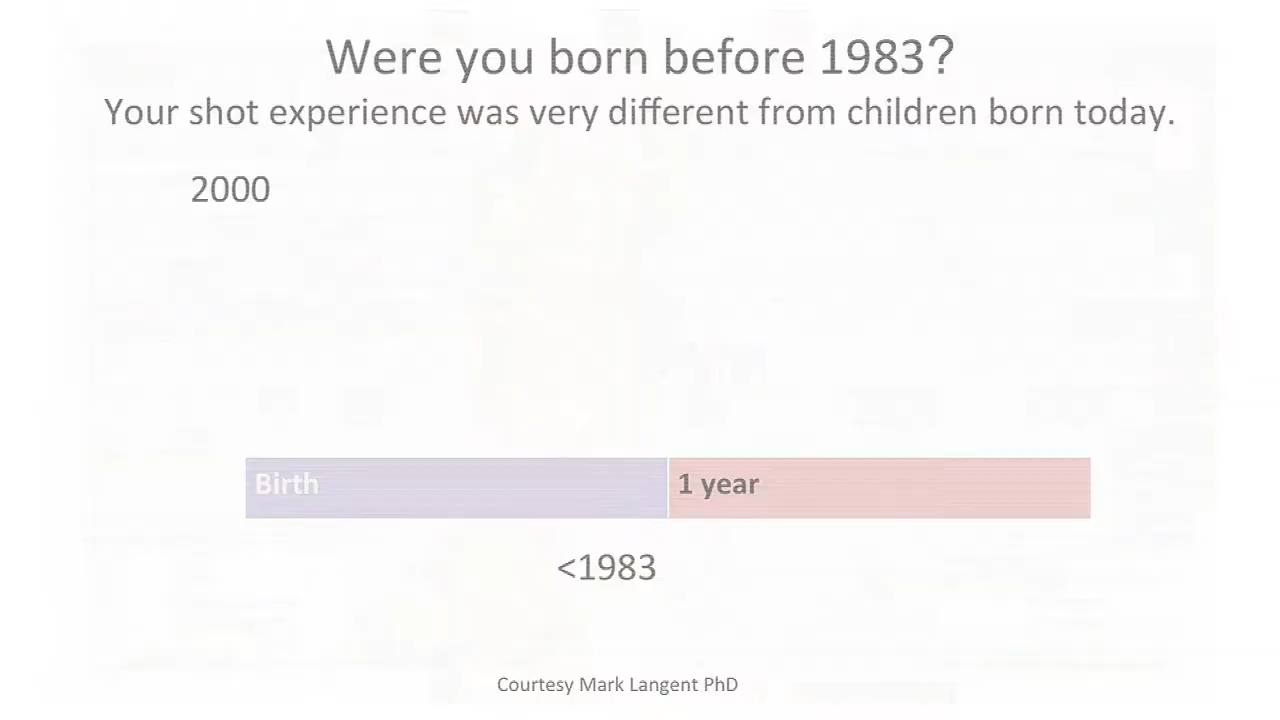 Were you born before 1983?
Your shot experience was very different from children born today.
2000
Birth
1 year
<1983
Courtesy Mark Langent PhD